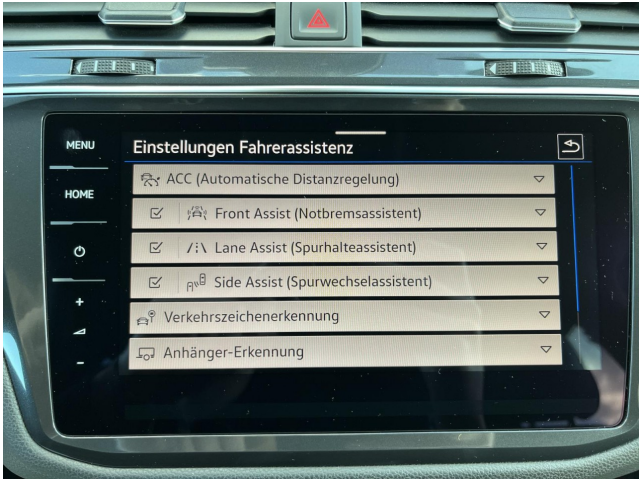 MENU
Einstellungen Fahrerassistenz
ACC (Automatische Distanzregelung)
HOME
Front Assist (Notbremsassistent)
Lane Assist (Spurhalteassistent)
Side Assist (Spurwechselassistent)
+
Verkehrszeichenerkennung
Anhänger-Erkennung
-